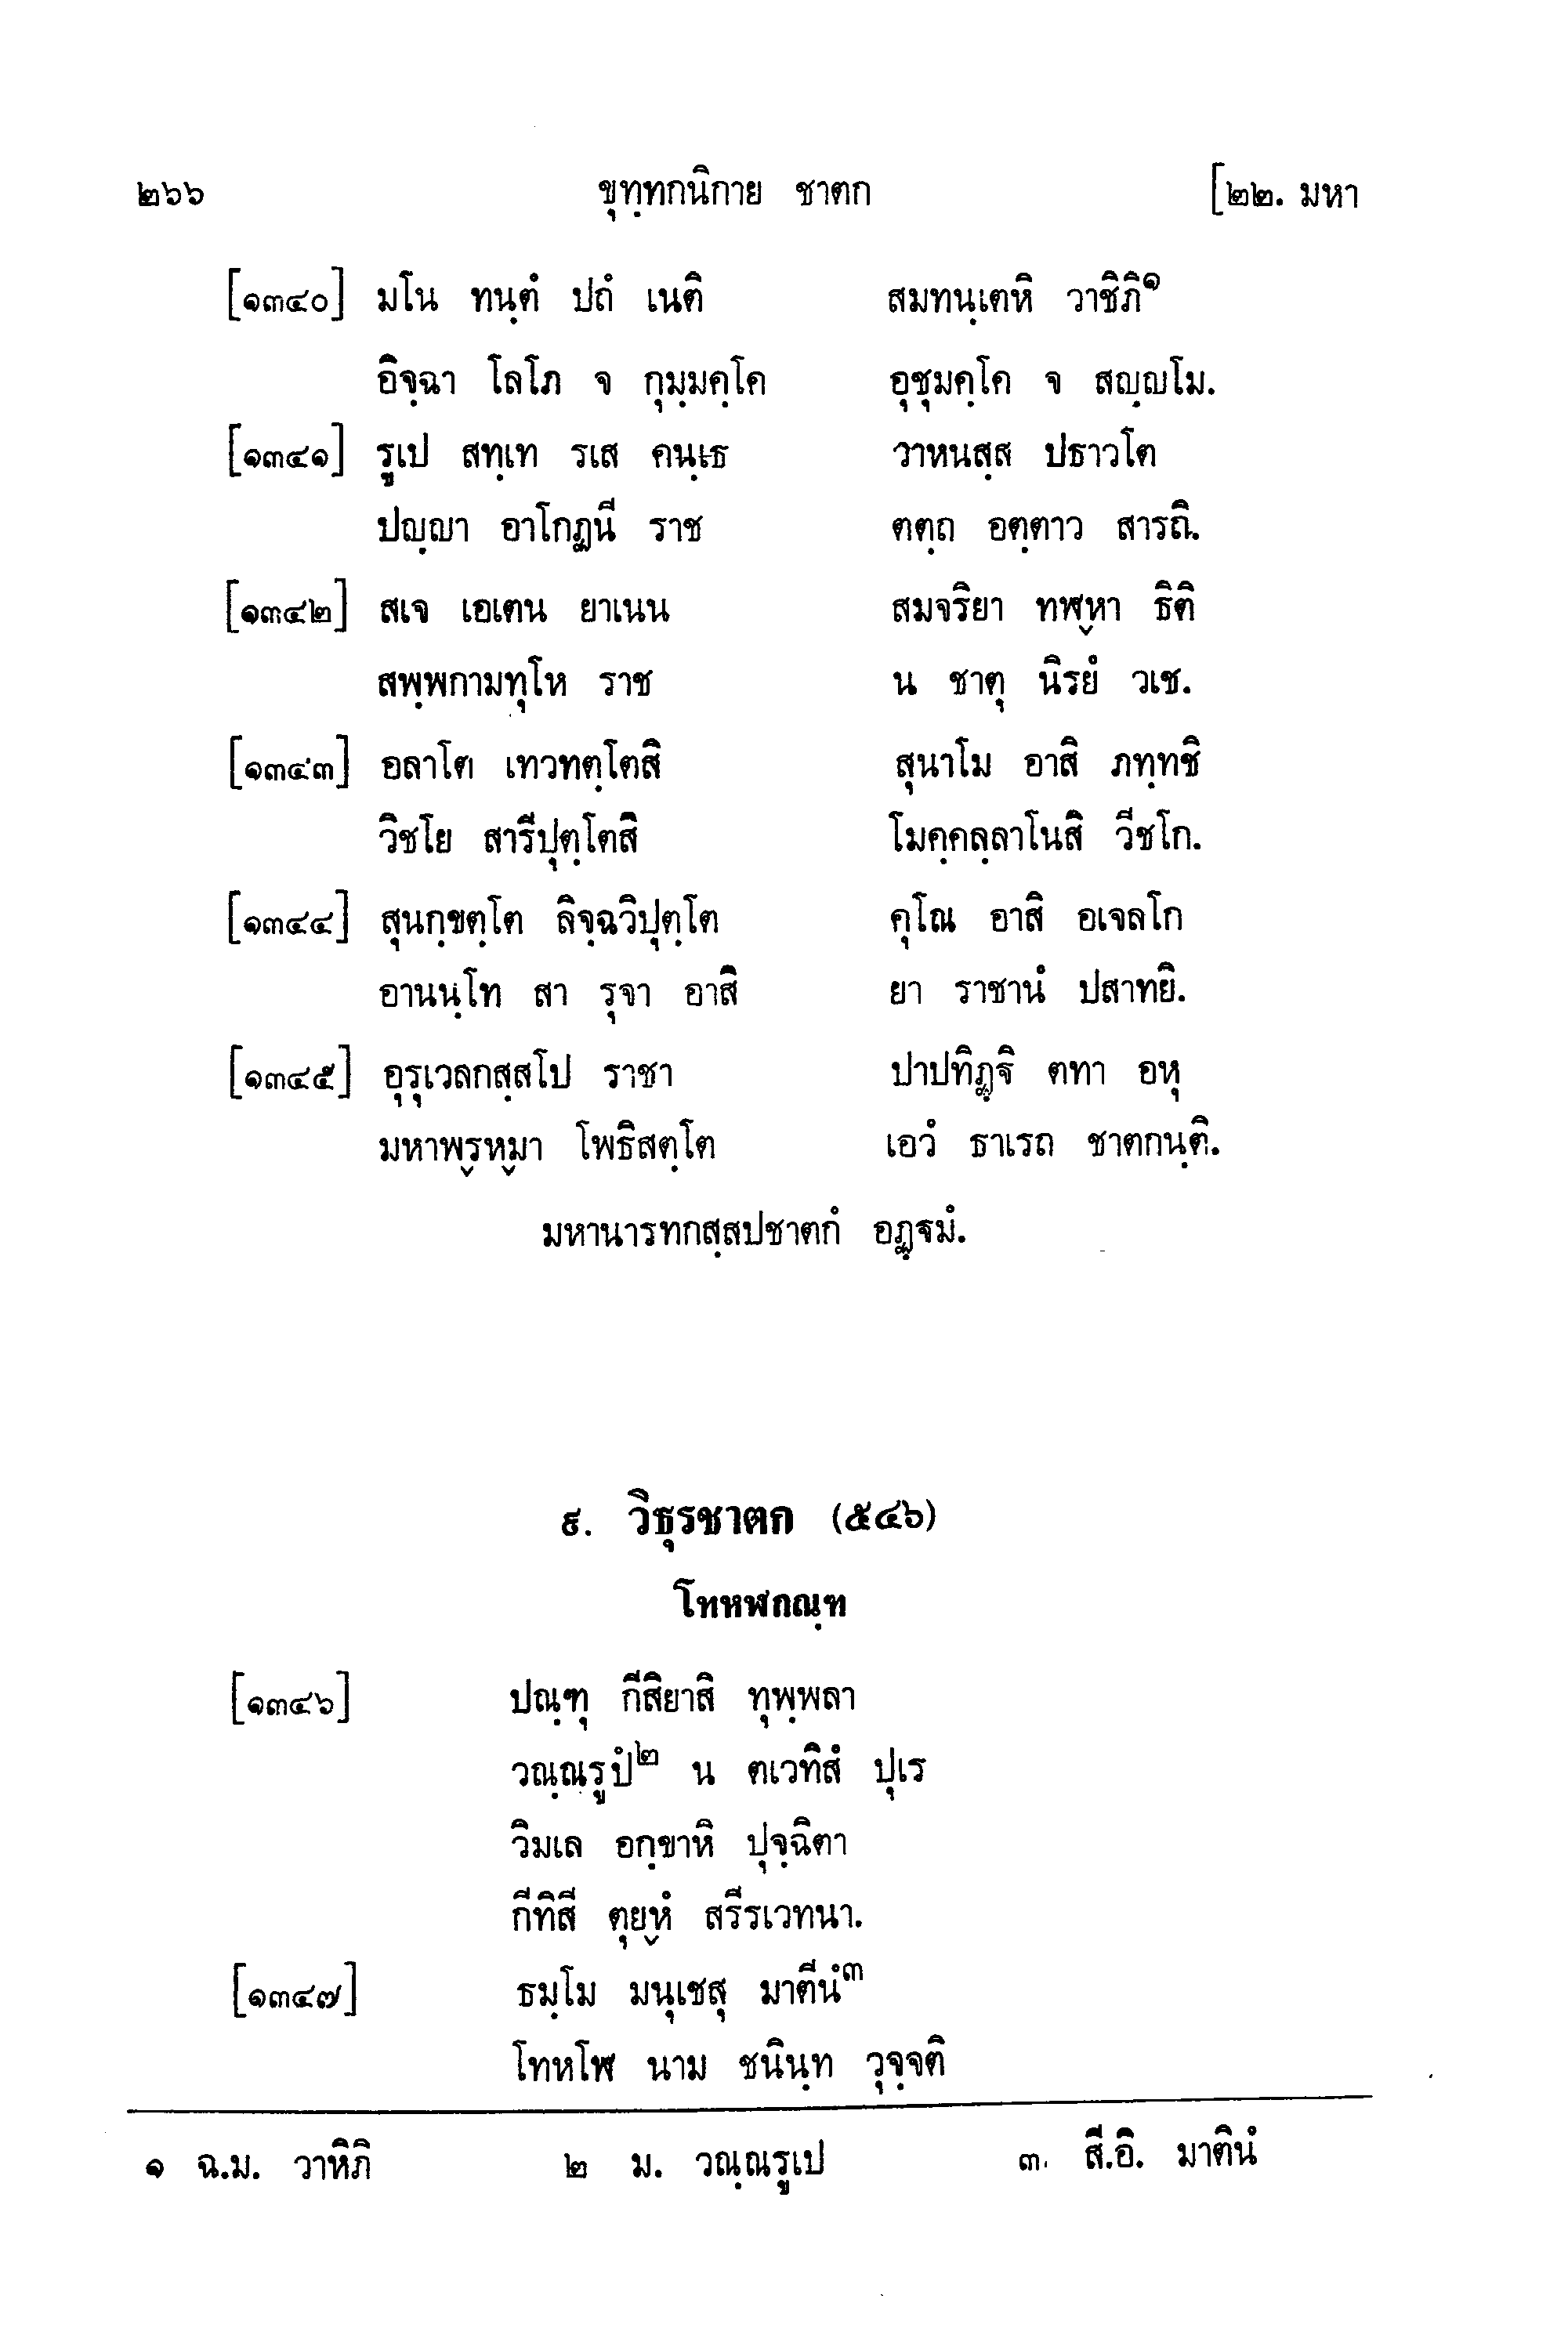 ๒๖๖ ขุทฺทกนิกาย ชาตก [๒๒. มหา
[๑๓๔๐] มโน ทนฺตํ ปถํ เนติ สมทนฺเตหิ วาชิภิ๑
อิจฺฉา โลโภ จ กุมฺมคฺโค อุชุมคฺโค จ สญฺญโม.
[๑๓๔๑] รูเป สทฺเท รเส คนฺเธ วาหนสฺส ปธาวโต
ปญฺญา อาโกฏนี ราช ตตฺถ อตฺตาว สารถิ.
[๑๓๔๒] สเจ เอเตน ยาเนน สมจริยา ทฬฺหา ธิติ
สพฺพกามทุโห ราช น ชาตุ นิรยํ วเช.
[๑๓๔๓] อลาโต เทวทตฺโตสิ สุนาโม อาสิ ภทฺทชิ
วิชโย สารีปุตฺโตสิ โมคฺคลฺลาโนสิ วีชโก.
[๑๓๔๔] สุนกฺขตฺโต ลิจฺฉวิปุตฺโต คุโณ อาสิ อเจลโก
อานนฺโท สา รุจา อาสิ ยา ราชานํ ปสาทยิ.
[๑๓๔๕] อุรุเวลกสฺสโป ราชา ปาปทิฏฺฐิ ตทา อหุ
มหาพฺรหฺมา โพธิสตฺโต เอวํ ธาเรถ ชาตกนฺติ.
มหานารทกสฺสปชาตกํ อฏฺฐมํ.
๙. วิธุรชาตก (๕๔๖)
โทหฬกณฺฑ
[๑๓๔๖] ปณฺฑุ กีสิยาสิ ทุพฺพลา
วณฺณรูปํ๒ น ตเวทิสํ ปุเร
วิมเล อกฺขาหิ ปุจฺฉิตา
กีทิสี ตุยฺหํ สรีรเวทนา.
[๑๓๔๗] ธมฺโม มนุเชสุ มาตีนํ๓
โทหโฬ นาม ชนินฺท วุจฺจติ
๑ ฉ.ม. วาหิภิ ๒ ม. วณฺณรูเป ๓. สี.อิ. มาตินํ